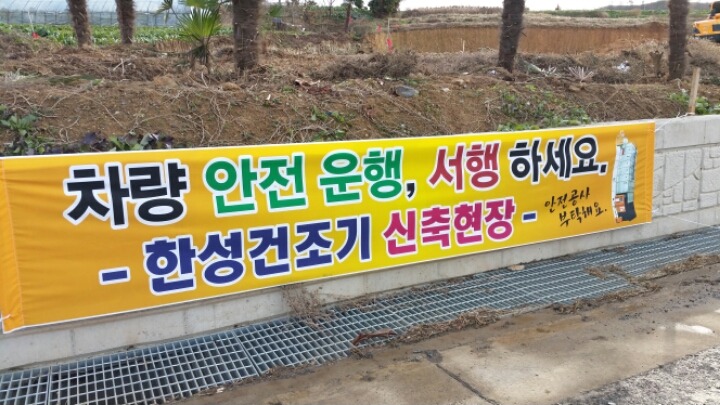 차량 안전 운행, 서행 하세요.
- 한성건조기 신축현장 -
안전공사
부탁해요.